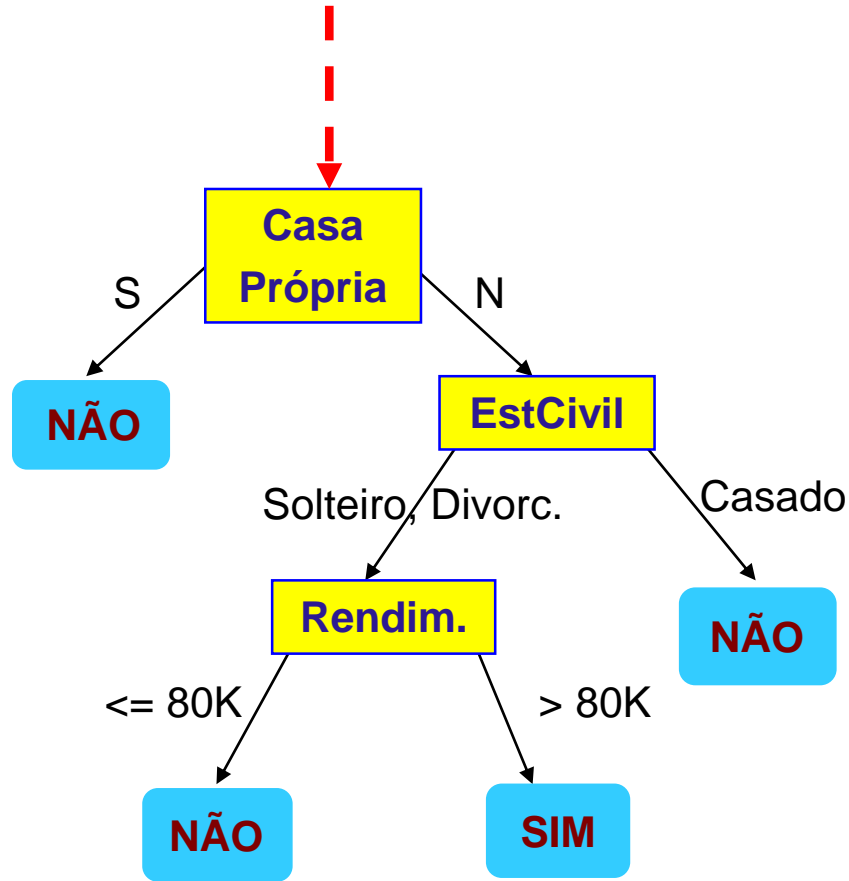 Casa
Própria
S
N
NÃO
EstCivil
Solteiro, Divorc.
Casado
Rendim.
NÃO
<= 80K
> 80K
NÃO
SIM